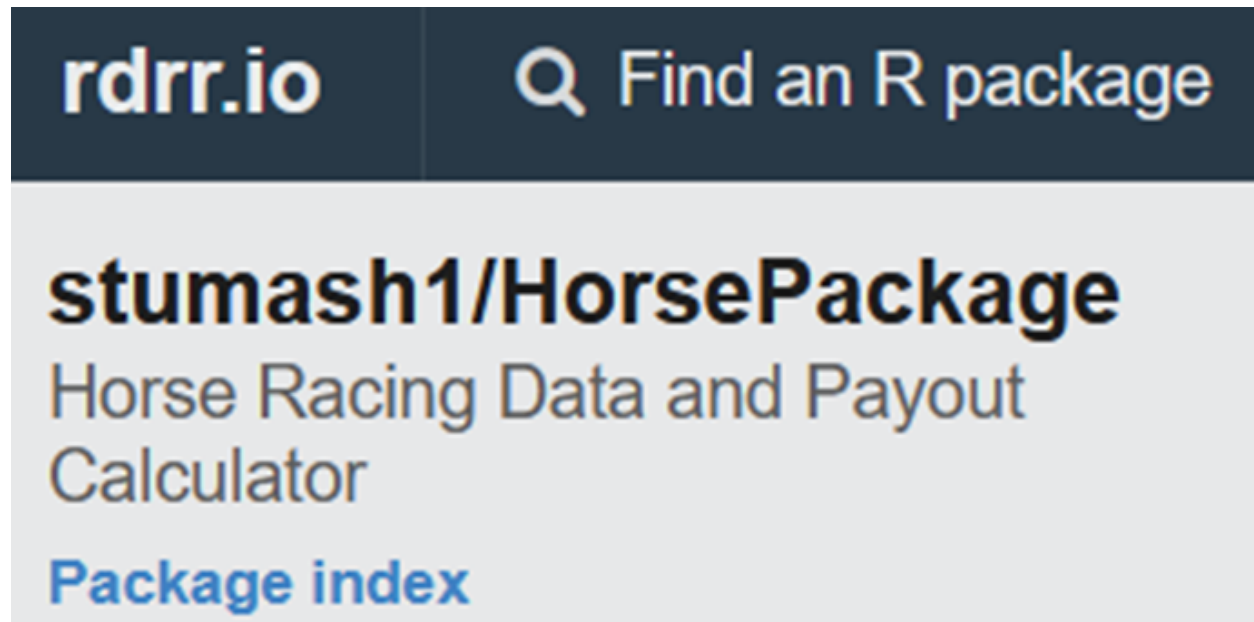 rdrr.io Find an R package
stumash1/HorsePackage
Horse Racing Data and Payout
Calculator
Package index